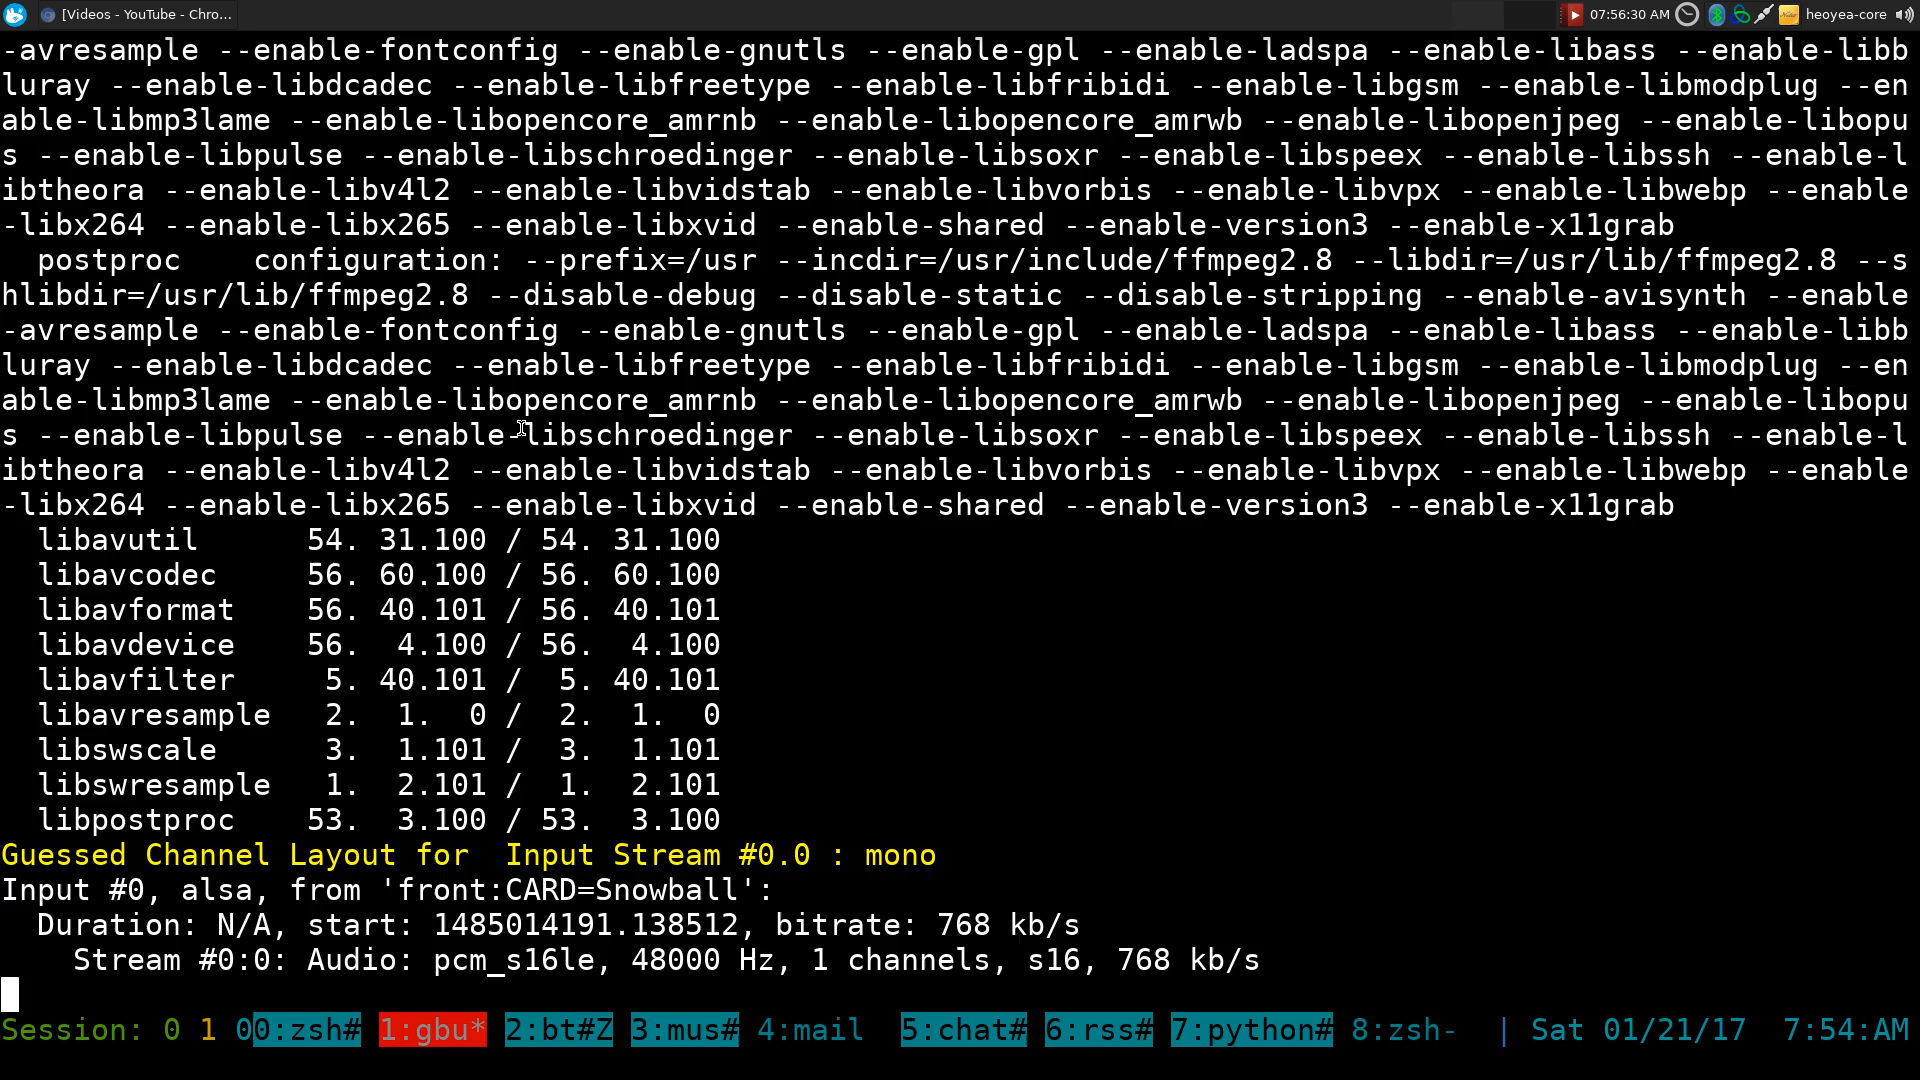 [Videos - YouTube - Chro... 07:56:30 AM heoyea-core
-avresample --enable-fontconfig --enable-gnutls --enable-gpl --enable-ladspa --enable-libass --enable-libb
luray --enable-libdcadec --enable-libfreetype --enable-libfribidi --enable-libgsm --enable-libmodplug --en
able-libmp3lame --enable-libopencore_amrnb --enable-libopencore_amrwb --enable-libopenjpeg --enable-libopu
s --enable-libpulse --enable-libschroedinger --enable-libsoxr --enable-libspeex --enable-libssh --enable-l
ibtheora --enable-libv4l2 --enable-libvidstab --enable-libvorbis --enable-libvpx --enable-libwebp --enable
-libx264 --enable-libx265 --enable-libxvid --enable-shared --enable-version3 --enable-x11grab
  postproc    configuration: --prefix=/usr --incdir=/usr/include/ffmpeg2.8 --libdir=/usr/lib/ffmpeg2.8 --s
hlibdir=/usr/lib/ffmpeg2.8 --disable-debug --disable-static --disable-stripping --enable-avisynth --enable
-avresample --enable-fontconfig --enable-gnutls --enable-gpl --enable-ladspa --enable-libass --enable-libb
luray --enable-libdcadec --enable-libfreetype --enable-libfribidi --enable-libgsm --enable-libmodplug --en
able-libmp3lame --enable-libopencore_amrnb --enable-libopencore_amrwb --enable-libopenjpeg --enable-libopu
s --enable-libpulse --enable-libschroedinger --enable-libsoxr --enable-libspeex --enable-libssh --enable-l
ibtheora --enable-libv4l2 --enable-libvidstab --enable-libvorbis --enable-libvpx --enable-libwebp --enable
-libx264 --enable-libx265 --enable-libxvid --enable-shared --enable-version3 --enable-x11grab
  libavutil      54. 31.100 / 54. 31.100
  libavcodec     56. 60.100 / 56. 60.100
  libavformat    56. 40.101 / 56. 40.101
  libavdevice    56.  4.100 / 56.  4.100
  libavfilter     5. 40.101 /  5. 40.101
  libavresample   2.  1.  0 /  2.  1.  0
  libswscale      3.  1.101 /  3.  1.101
  libswresample   1.  2.101 /  1.  2.101
  libpostproc    53.  3.100 / 53.  3.100
Guessed Channel Layout for  Input Stream #0.0 : mono
Input #0, alsa, from 'front:CARD=Snowball':
  Duration: N/A, start: 1485014191.138512, bitrate: 768 kb/s
    Stream #0:0: Audio: pcm_s16le, 48000 Hz, 1 channels, s16, 768 kb/s
Session: 0 1 00:zsh# 1:gbu* 2:bt#Z 3:mus# 4:mail  5:chat# 6:rss# 7:python# 8:zsh-  | Sat 01/21/17  7:54:AM